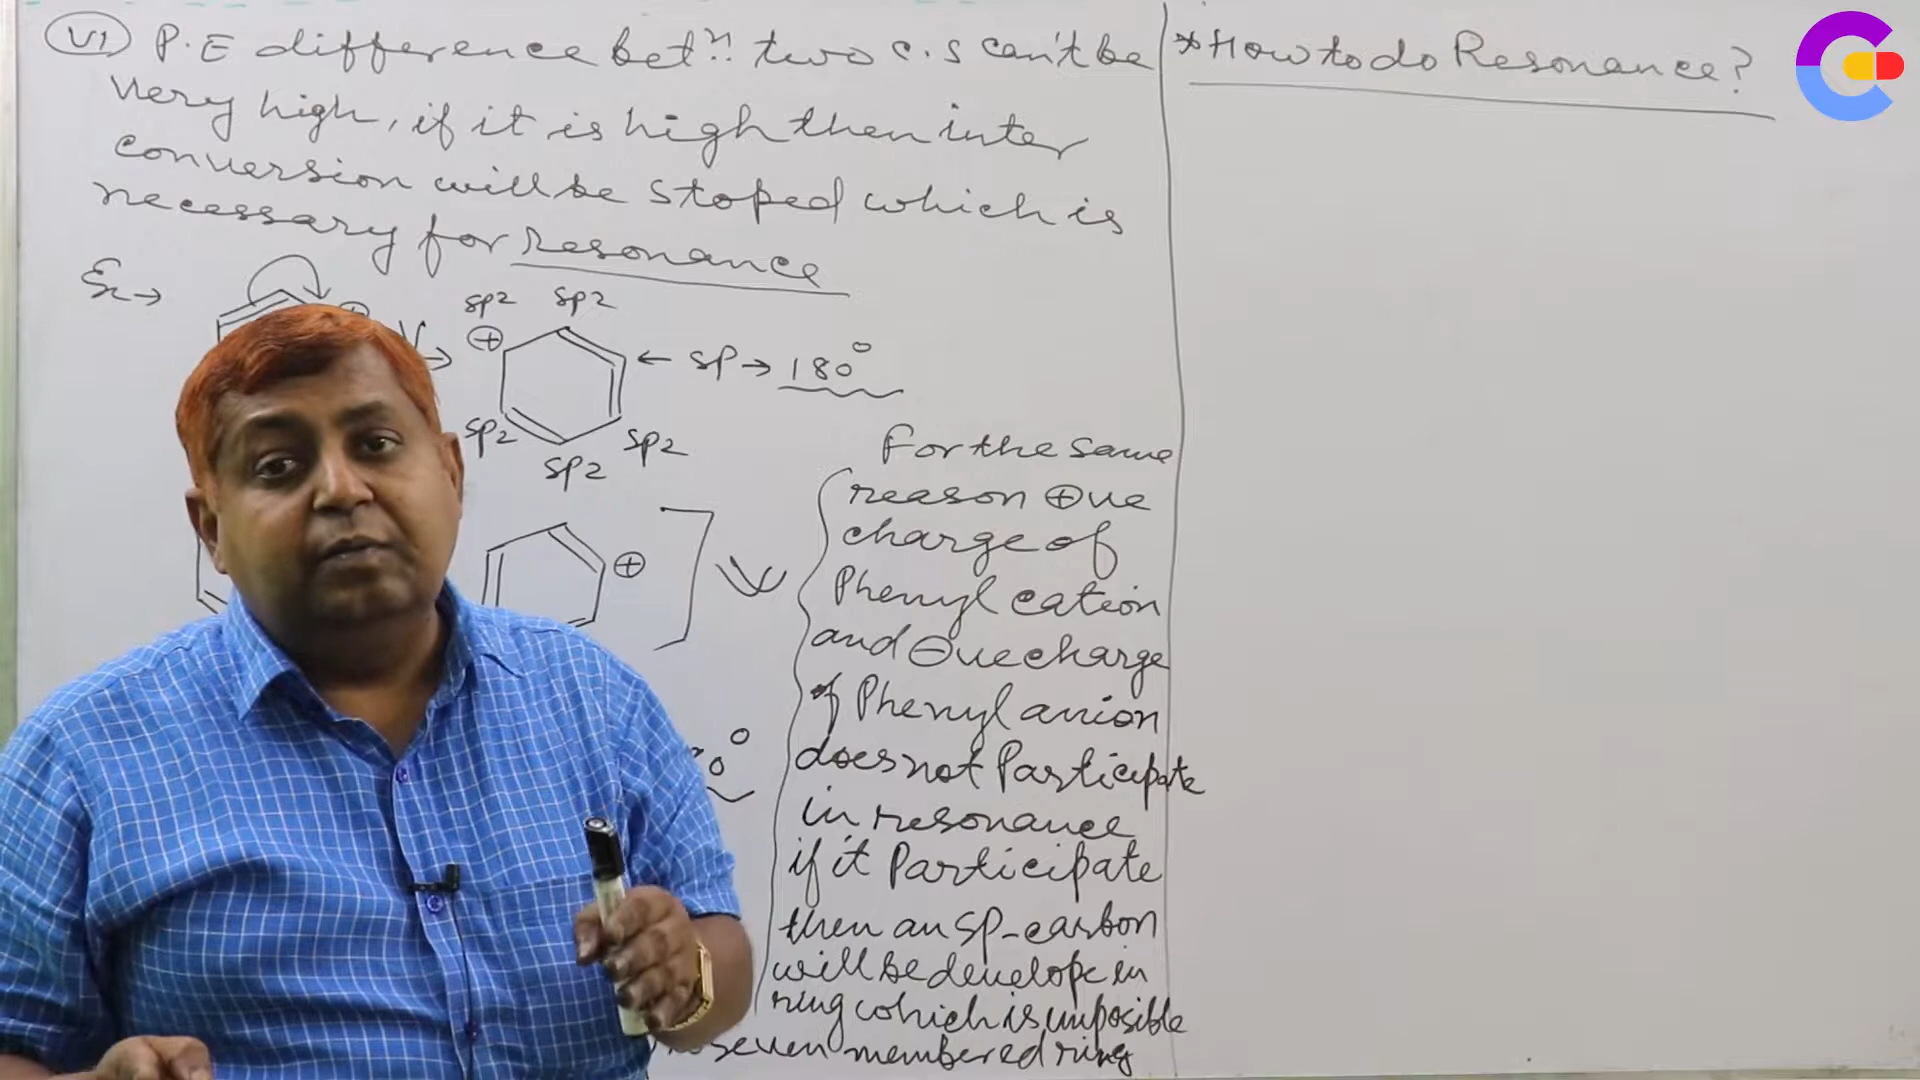 VI P.E difference betn two C.S can't be
very high, if it is high then inter
conversion will be stoped which is
necessary for resonance
Ex →
sp2 sp2
⊕
← sp → 180°
sp2
sp2
sp2
⊕
0°
For the same
reason ⊕ve
charge of
Phenyl cation
and ⊖ve charge
of Phenyl anion
does not Participate
in resonance
if it Participate
then an sp-carbon
will be develope in
ring which is imposible
seven membered ring
* How to do Resonance?